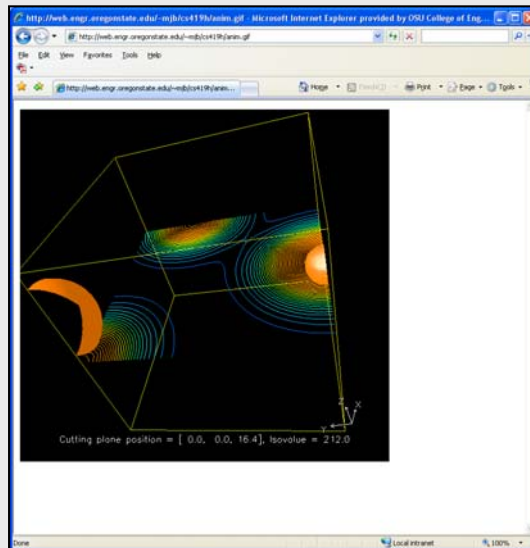 http://web.engr.oregonstate.edu/~mjb/cs419h/anim.gif - Microsoft Internet Explorer provided by OSU College of Eng...
http://web.engr.oregonstate.edu/~mjb/cs419h/anim.gif
File Edit View Favorites Tools Help
http://web.engr.oregonstate.edu/~mjb/cs419h/anim...
Home Print Page Tools
Z X
Y
Cutting plane position = [ 0.0, 0.0, 16.4], Isovalue = 212.0
Done Local intranet 100%